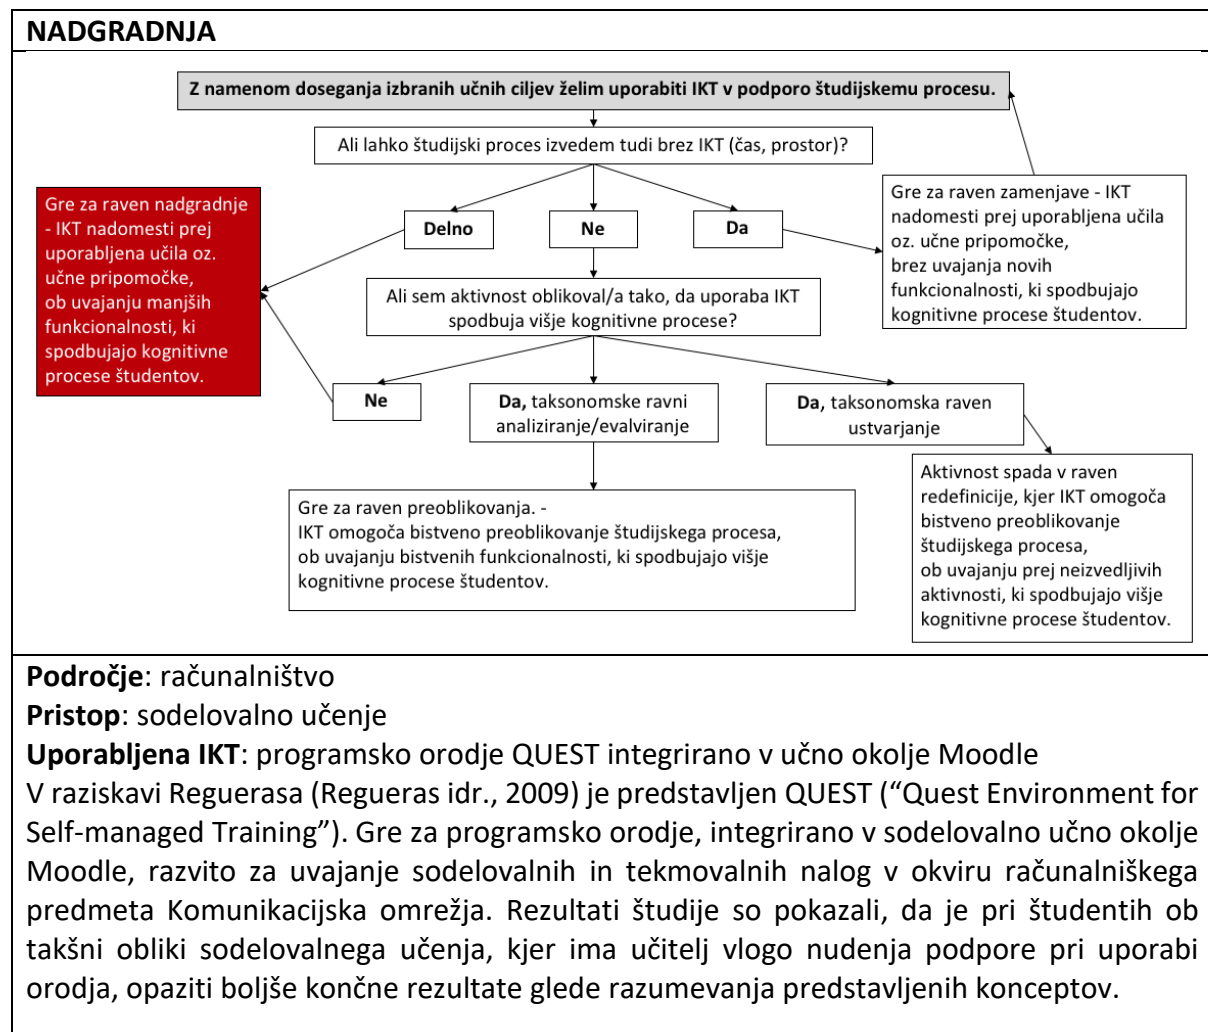 NADGRADNJA
Z namenom doseganja izbranih učnih ciljev želim uporabiti IKT v podporo študijskemu procesu.
Ali lahko študijski proces izvedem tudi brez IKT (čas, prostor)?
Gre za raven nadgradnje
- IKT nadomesti prej
uporabljena učila oz.
učne pripomočke,
ob uvajanju manjših
funkcionalnosti, ki
spodbujajo kognitivne
procese študentov.
Delno
Ne
Da
Gre za raven zamenjave - IKT
nadomesti prej uporabljena učila
oz. učne pripomočke,
brez uvajanja novih
funkcionalnosti, ki spodbujajo
kognitivne procese študentov.
Ali sem aktivnost oblikoval/a tako, da uporaba IKT
spodbuja višje kognitivne procese?
Ne
Da, taksonomske ravni
analiziranje/evalviranje
Da, taksonomska raven
ustvarjanje
Gre za raven preoblikovanja. -
IKT omogoča bistveno preoblikovanje študijskega procesa,
ob uvajanju bistvenih funkcionalnosti, ki spodbujajo višje
kognitivne procese študentov.
Aktivnost spada v raven
redefinicije, kjer IKT omogoča
bistveno preoblikovanje
študijskega procesa,
ob uvajanju prej neizvedljivih
aktivnosti, ki spodbujajo višje
kognitivne procese študentov.
Področje: računalništvo
Pristop: sodelovalno učenje
Uporabljena IKT: programsko orodje QUEST integrirano v učno okolje Moodle
V raziskavi Reguerasa (Regueras idr., 2009) je predstavljen QUEST (“Quest Environment for
Self-managed Training”). Gre za programsko orodje, integrirano v sodelovalno učno okolje
Moodle, razvito za uvajanje sodelovalnih in tekmovalnih nalog v okviru računalniškega
predmeta Komunikacijska omrežja. Rezultati študije so pokazali, da je pri študentih ob
takšni obliki sodelovalnega učenja, kjer ima učitelj vlogo nudenja podpore pri uporabi
orodja, opaziti boljše končne rezultate glede razumevanja predstavljenih konceptov.